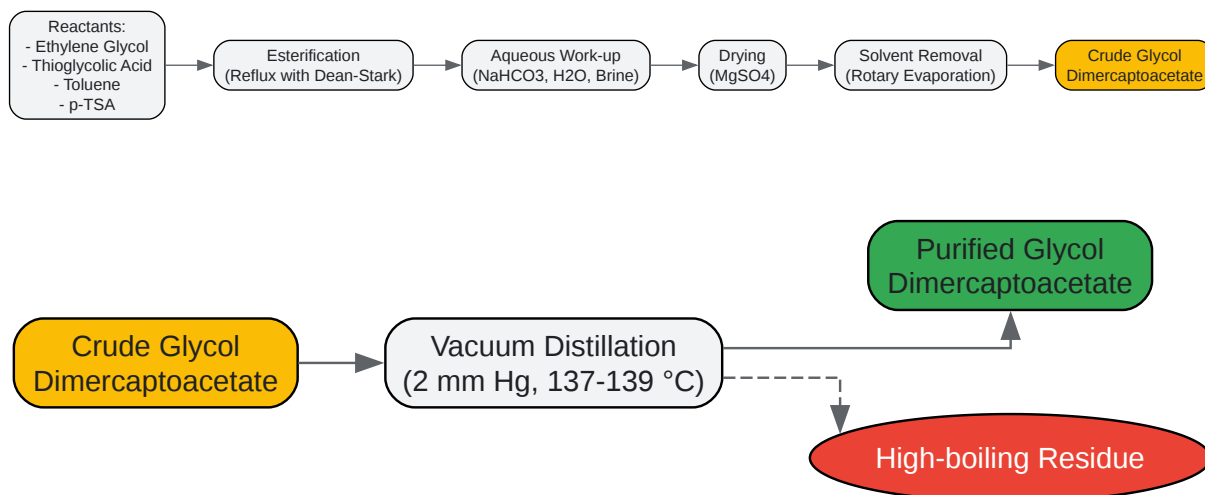 Reactants:
- Ethylene Glycol
- Thioglycolic Acid
- Toluene
- p-TSA
Esterification
(Reflux with Dean-Stark)
Aqueous Work-up
(NaHCO3, H2O, Brine)
Drying
(MgSO4)
Solvent Removal
(Rotary Evaporation)
Crude Glycol
Dimercaptoacetate
Crude Glycol
Dimercaptoacetate
Vacuum Distillation
(2 mm Hg, 137-139 °C)
Purified Glycol
Dimercaptoacetate
High-boiling Residue